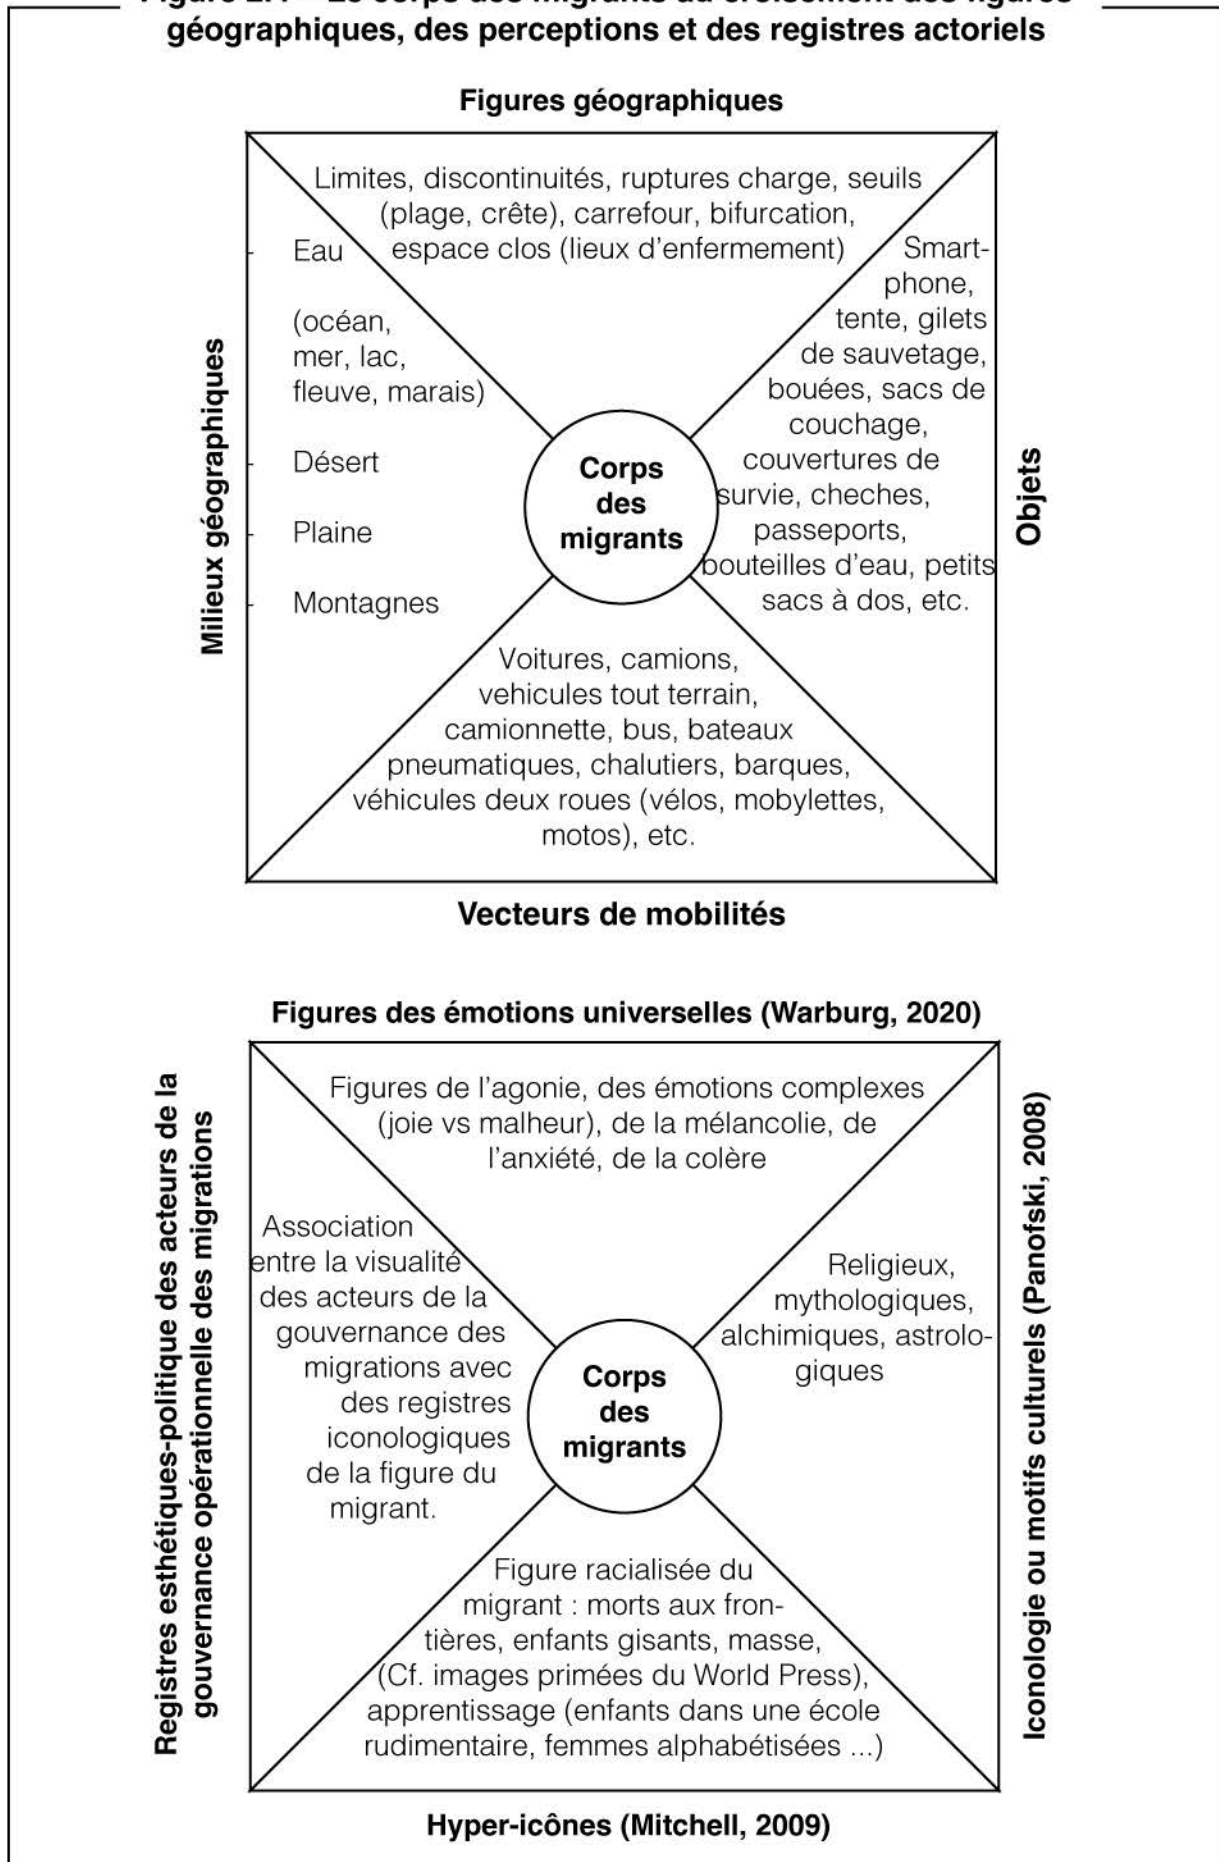 géographiques, des perceptions et des registres actoriels
Figures géographiques
Limites, discontinuités, ruptures charge, seuils
(plage, crête), carrefour, bifurcation,
espace clos (lieux d'enfermement)
Milieux géographiques
Eau
(océan,
mer, lac,
fleuve, marais)
Désert
Plaine
Montagnes
Corps
des
migrants
Smart-
phone,
tente, gilets
de sauvetage,
bouées, sacs de
couchage,
couvertures de
survie, cheches,
passeports,
bouteilles d'eau, petits
sacs à dos, etc.
Objets
Voitures, camions,
vehicules tout terrain,
camionnette, bus, bateaux
pneumatiques, chalutiers, barques,
véhicules deux roues (vélos, mobylettes,
motos), etc.
Vecteurs de mobilités
Figures des émotions universelles (Warburg, 2020)
Figures de l'agonie, des émotions complexes
(joie vs malheur), de la mélancolie, de
l'anxiété, de la colère
Registres esthétiques-politique des acteurs de la
gouvernance opérationnelle des migrations
Association
entre la visualité
des acteurs de la
gouvernance des
migrations avec
des registres
iconologiques
de la figure du
migrant.
Corps
des
migrants
Religieux,
mythologiques,
alchimiques, astrolo-
giques
Iconologie ou motifs culturels (Panofski, 2008)
Figure racialisée du
migrant : morts aux fron-
tières, enfants gisants, masse,
(Cf. images primées du World Press),
apprentissage (enfants dans une école
rudimentaire, femmes alphabétisées ...)
Hyper-icônes (Mitchell, 2009)